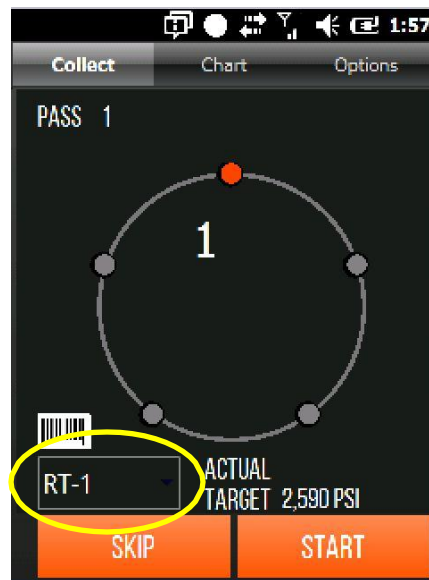 1:57
Collect Chart Options
PASS 1
1
RT-1
ACTUAL
TARGET 2,590 PSI
SKIP START